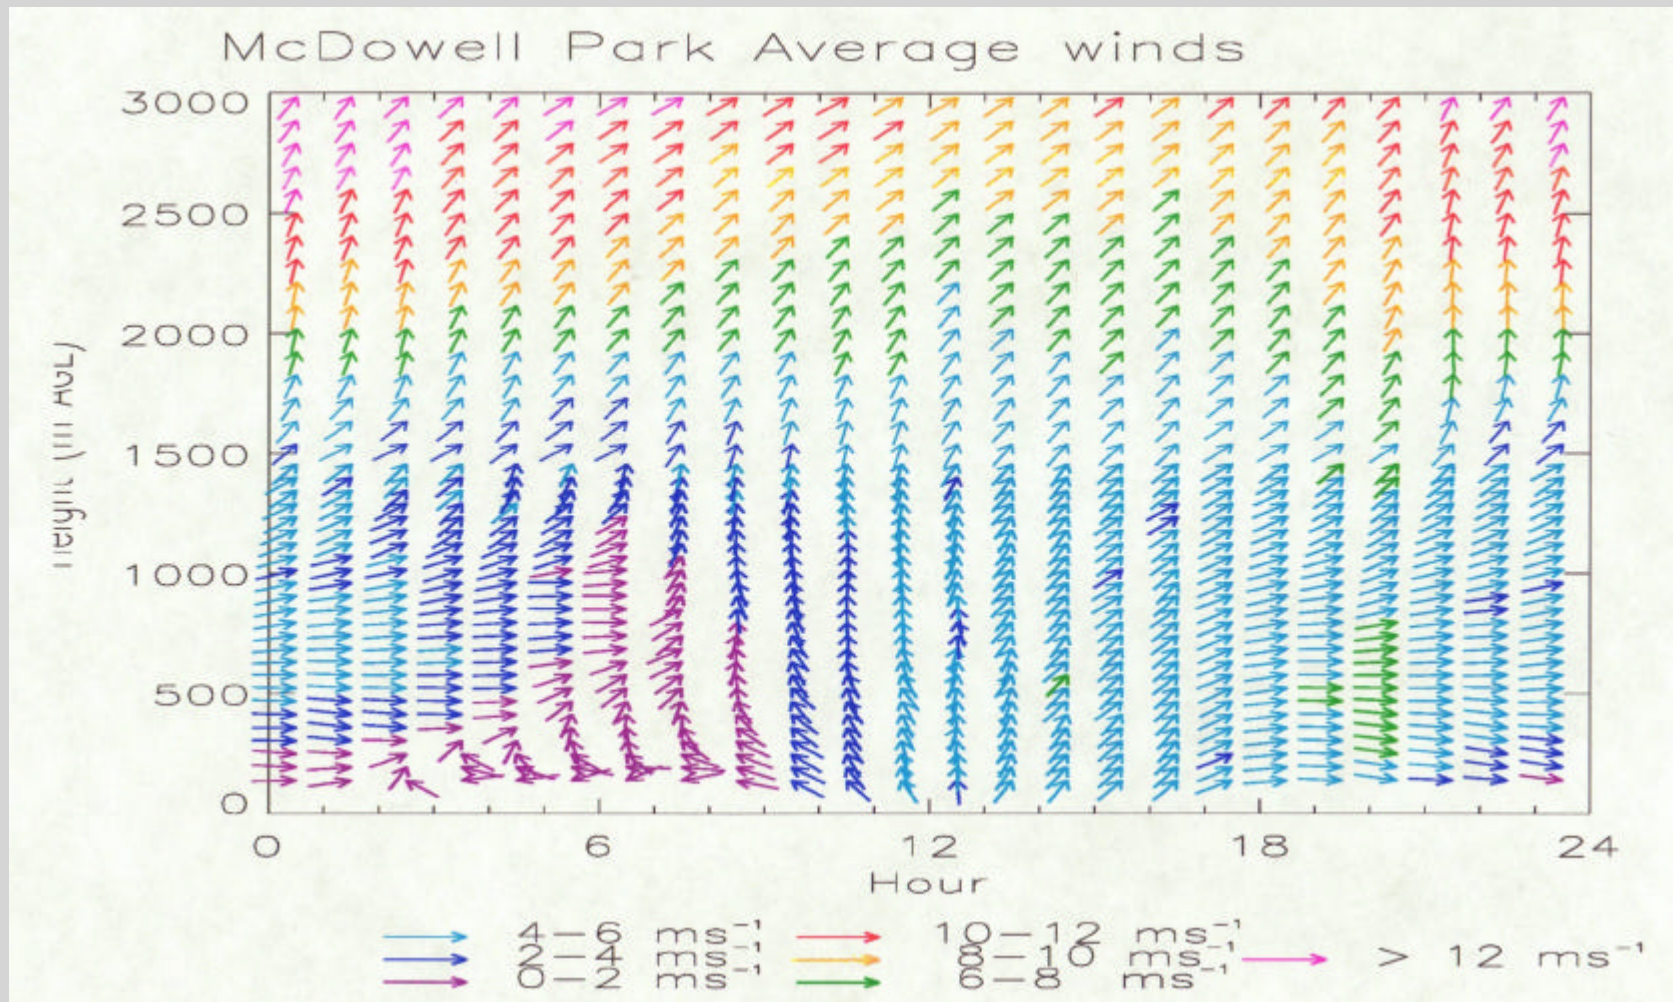 McDowell Park Average winds
3000
2500
2000
1500
1000
500
0
0 6 12 18 24
Hour
4-6 ms⁻¹ 10-12 ms⁻¹
2-4 ms⁻¹ 8-10 ms⁻¹ > 12 ms⁻¹
0-2 ms⁻¹ 6-8 ms⁻¹